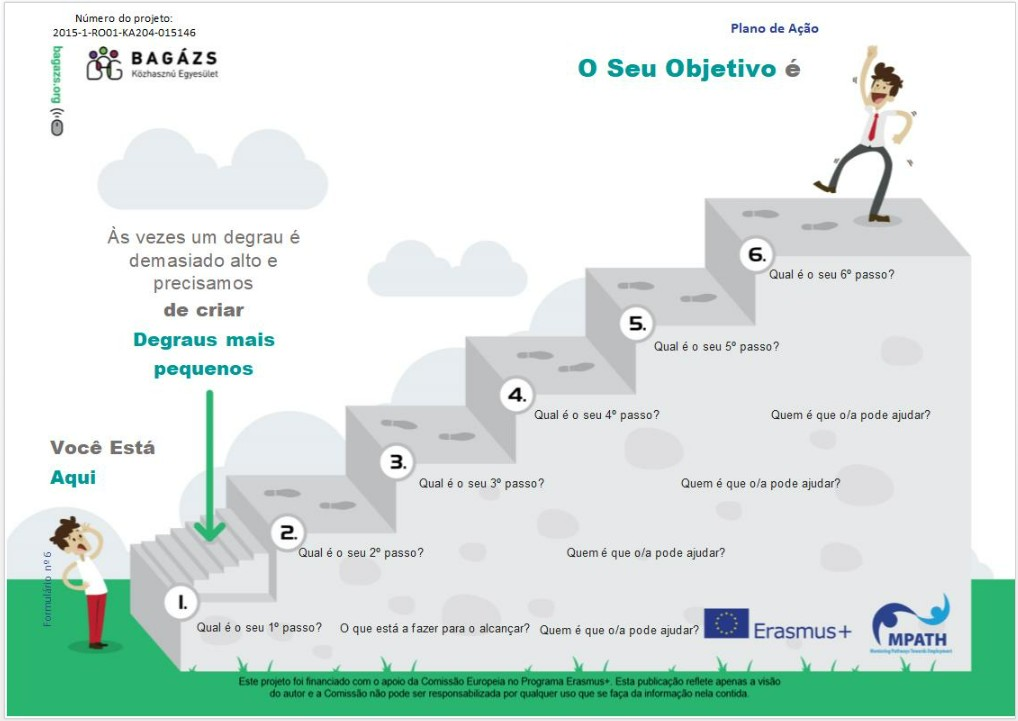 Número do projeto:
2015-1-RO01-KA204-015146
Plano de Ação
bagazs.org
BAGÁZS
Közhasznú Egyesület
O Seu Objetivo é
Às vezes um degrau é
demasiado alto e
precisamos
de criar
Degraus mais
pequenos
6.
Qual é o seu 6º passo?
5.
Qual é o seu 5º passo?
4.
Qual é o seu 4º passo?
Quem é que o/a pode ajudar?
Você Está
Aqui
3.
Qual é o seu 3º passo?
Quem é que o/a pode ajudar?
2.
Qual é o seu 2º passo?
Quem é que o/a pode ajudar?
Formulário nº 6
1.
Qual é o seu 1º passo?
O que está a fazer para o alcançar?
Quem é que o/a pode ajudar?
Erasmus+
MPATH
Mentoring Pathways Towards Employment
Este projeto foi financiado com o apoio da Comissão Europeia no Programa Erasmus+. Esta publicação reflete apenas a visão
do autor e a Comissão não pode ser responsabilizada por qualquer uso que se faça da informação nela contida.